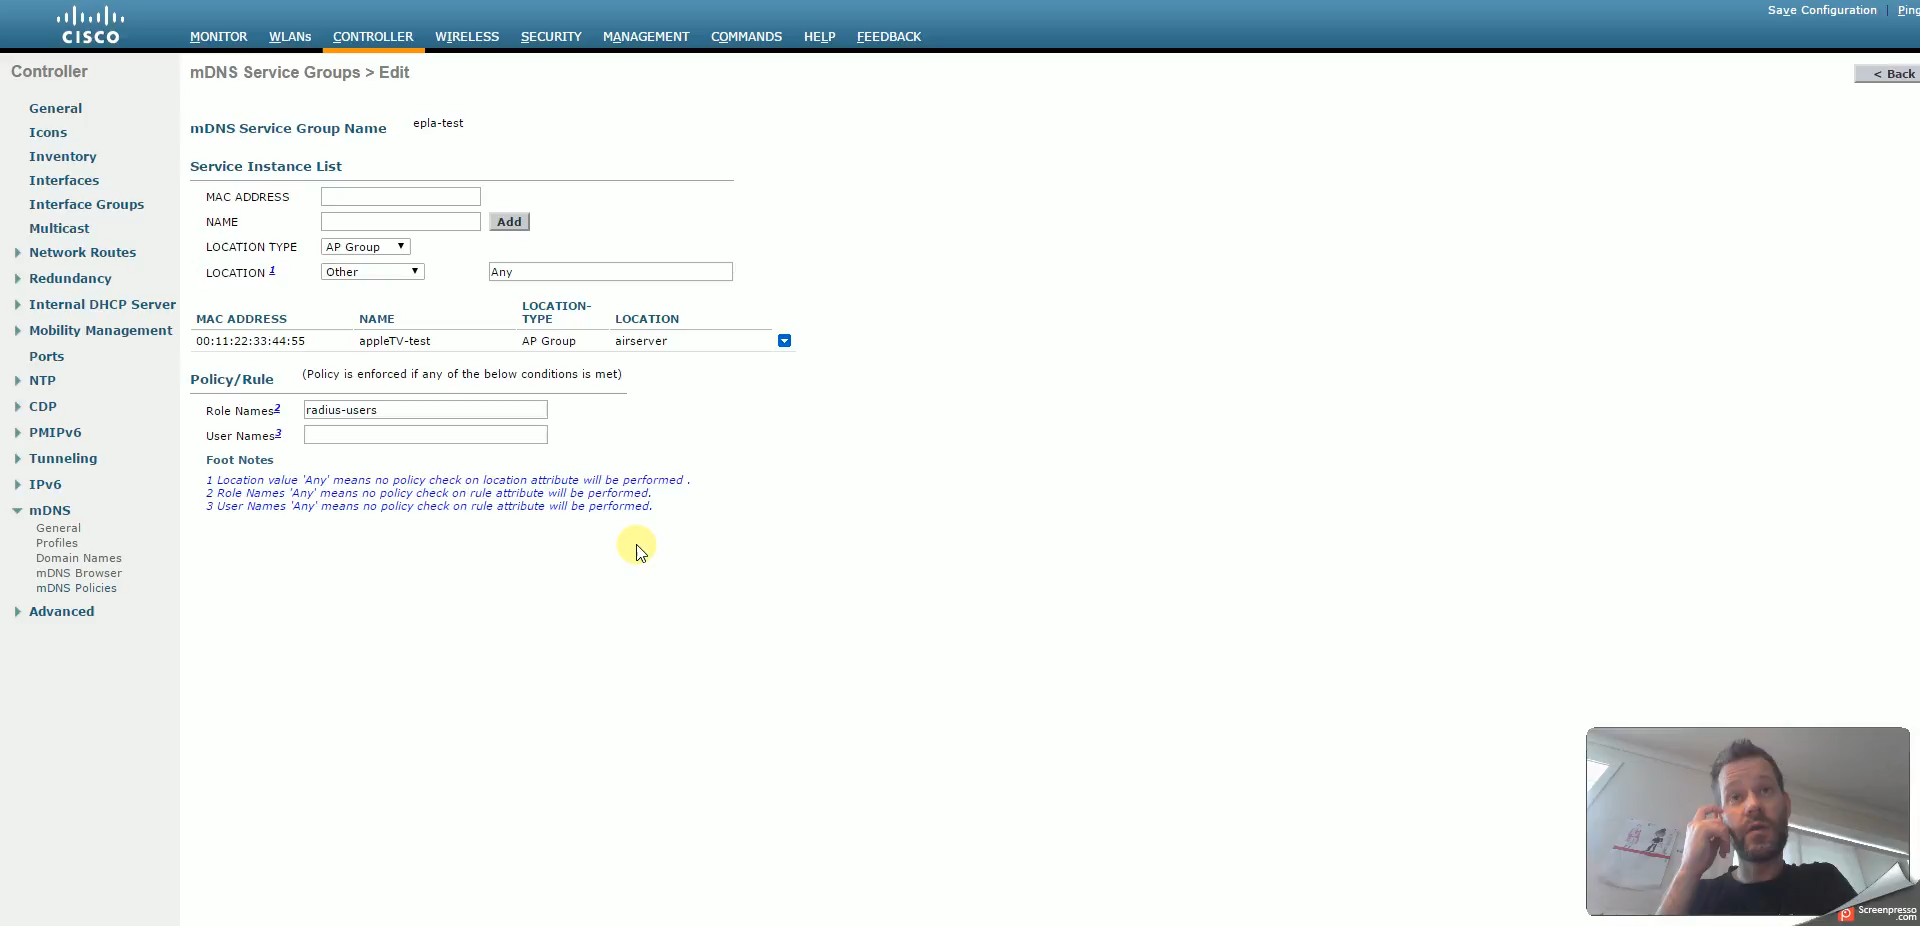 Save Configuration | Ping
CISCO
MONITOR WLANs CONTROLLER WIRELESS SECURITY MANAGEMENT COMMANDS HELP FEEDBACK
Controller
General
Icons
Inventory
Interfaces
Interface Groups
Multicast
Network Routes
Redundancy
Internal DHCP Server
Mobility Management
Ports
NTP
CDP
PMIPv6
Tunneling
IPv6
mDNS
General
Profiles
Domain Names
mDNS Browser
mDNS Policies
Advanced
mDNS Service Groups > Edit
< Back
mDNS Service Group Name epla-test
Service Instance List
MAC ADDRESS
NAME Add
LOCATION TYPE AP Group
LOCATION 1 Other Any
MAC ADDRESS NAME LOCATION-TYPE LOCATION
00:11:22:33:44:55 appleTV-test AP Group airserver
Policy/Rule (Policy is enforced if any of the below conditions is met)
Role Names2 radius-users
User Names3
Foot Notes
1 Location value 'Any' means no policy check on location attribute will be performed .
2 Role Names 'Any' means no policy check on rule attribute will be performed.
3 User Names 'Any' means no policy check on rule attribute will be performed.
Screenpresso
.com